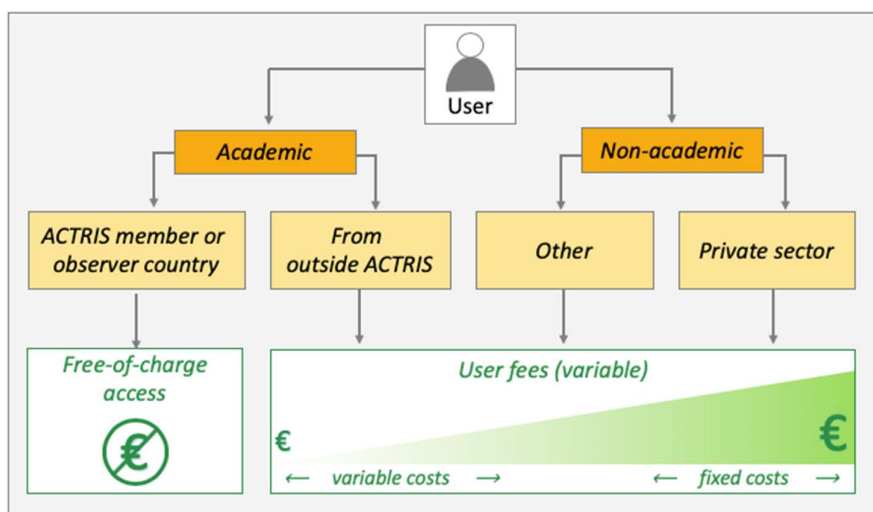 User
Academic
Non-academic
ACTRIS member or
observer country
From
outside ACTRIS
Other
Private sector
Free-of-charge
access
€
User fees (variable)
€
€
← variable costs →
← fixed costs →